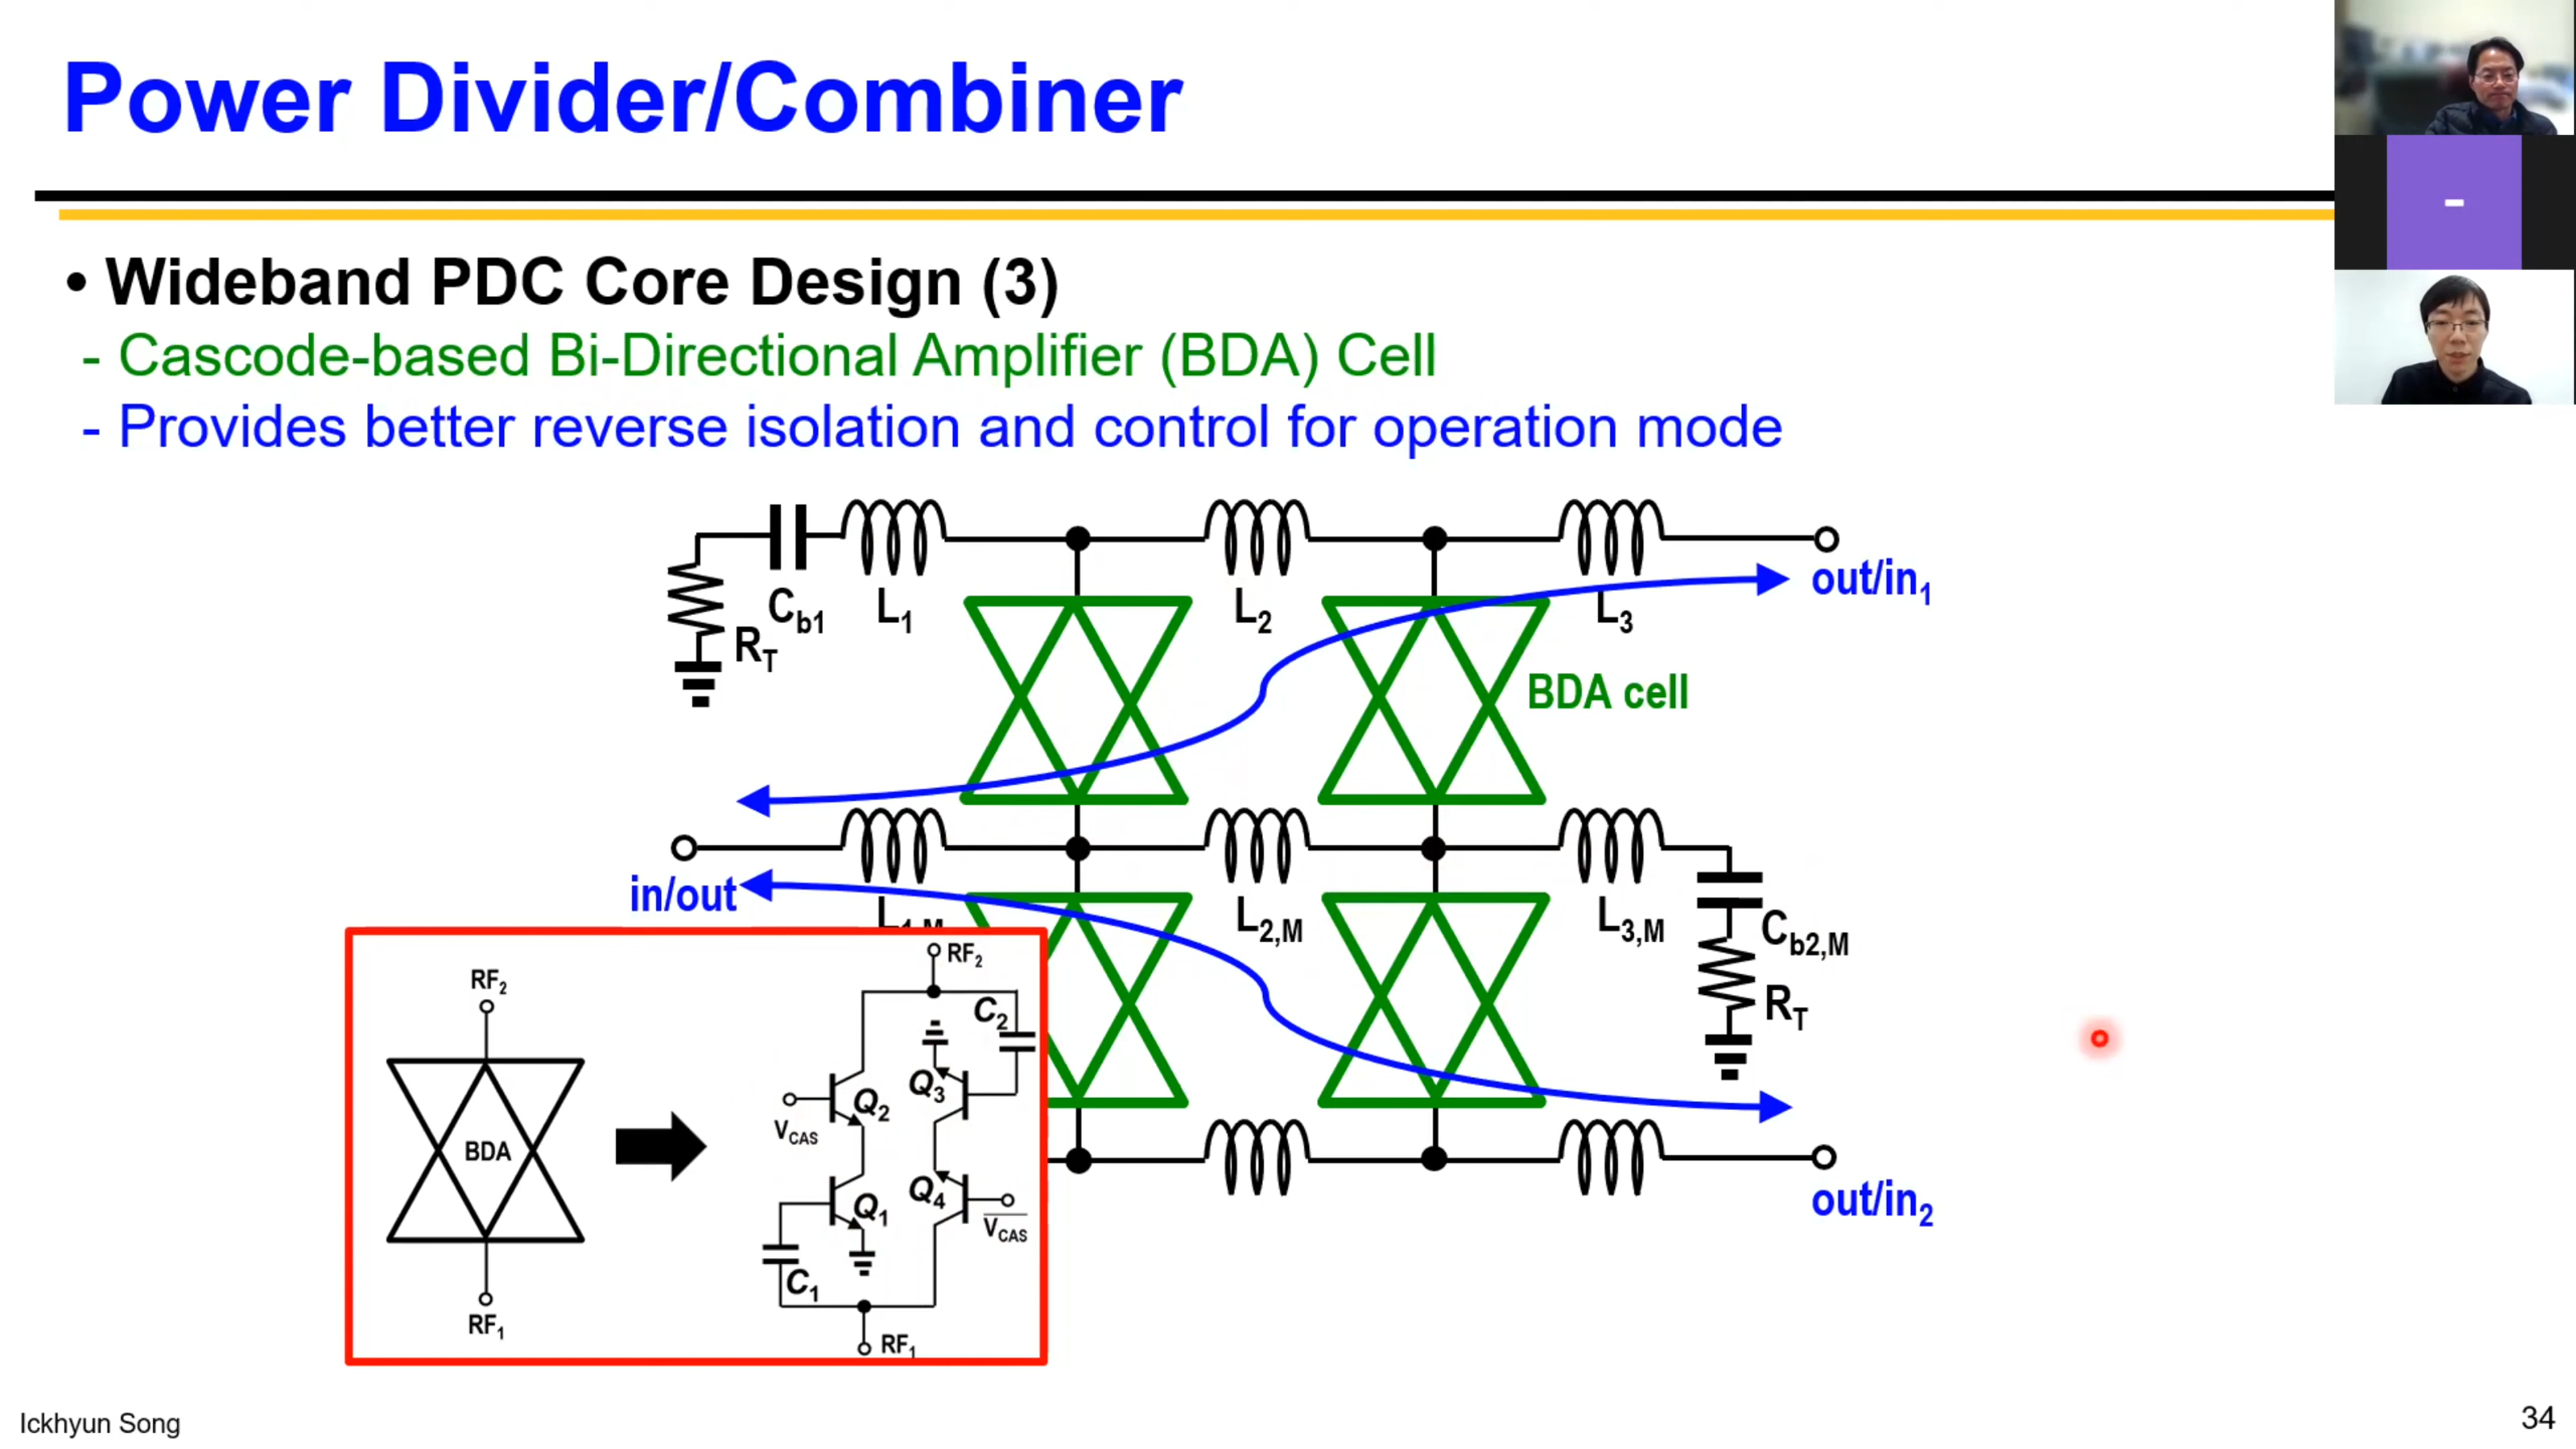 Power Divider/Combiner
• Wideband PDC Core Design (3)
- Cascode-based Bi-Directional Amplifier (BDA) Cell
- Provides better reverse isolation and control for operation mode
-
Cb1
L1
RT
L2
L3
out/in1
BDA cell
in/out
L1,M
L2,M
L3,M
Cb2,M
RT
out/in2
RF2
BDA
RF1
RF2
C2
Q3
Q2
VCAS
Q4
Q1
VCAS
C1
RF1
Ickhyun Song
34